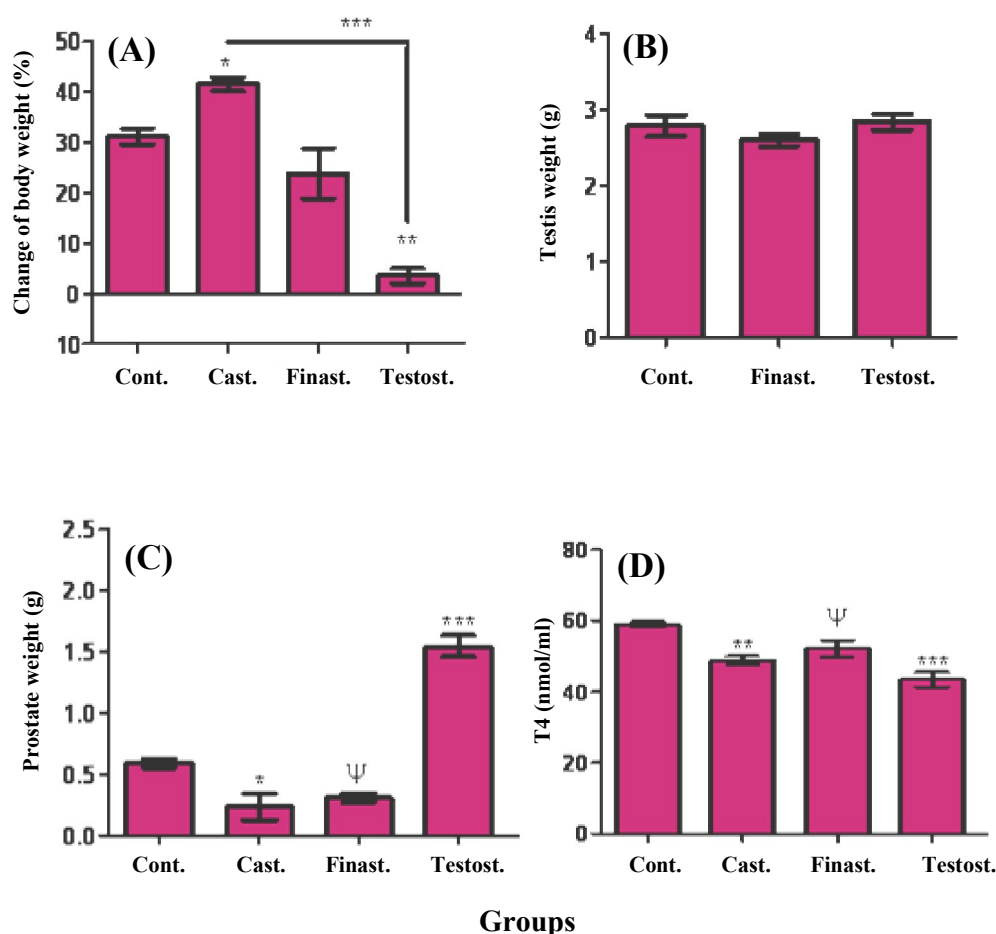 (A)
Change of body weight (%)
50
40
30
20
10
0
10
*
***
**
Cont. Cast. Finast. Testost.
(B)
Testis weight (g)
4
3
2
1
0
Cont. Finast. Testost.
(C)
Prostate weight (g)
2.5
2.0
1.5
1.0
0.5
0.0
*
Ψ
***
Cont. Cast. Finast. Testost.
(D)
T4 (nmol/ml)
80
60
40
20
0
**
Ψ
***
Cont. Cast. Finast. Testost.
Groups